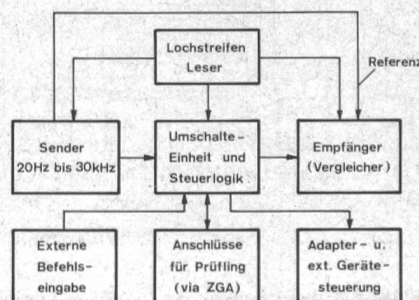 Lochstreifen
Leser
Referenz
Sender
20Hz bis 30kHz
Umschalte-
Einheit und
Steuerlogik
Empfänger
(Vergleicher)
Externe
Befehls-
eingabe
Anschlüsse
für Prüfling
(via ZGA)
Adapter- u.
ext. Geräte-
steuerung